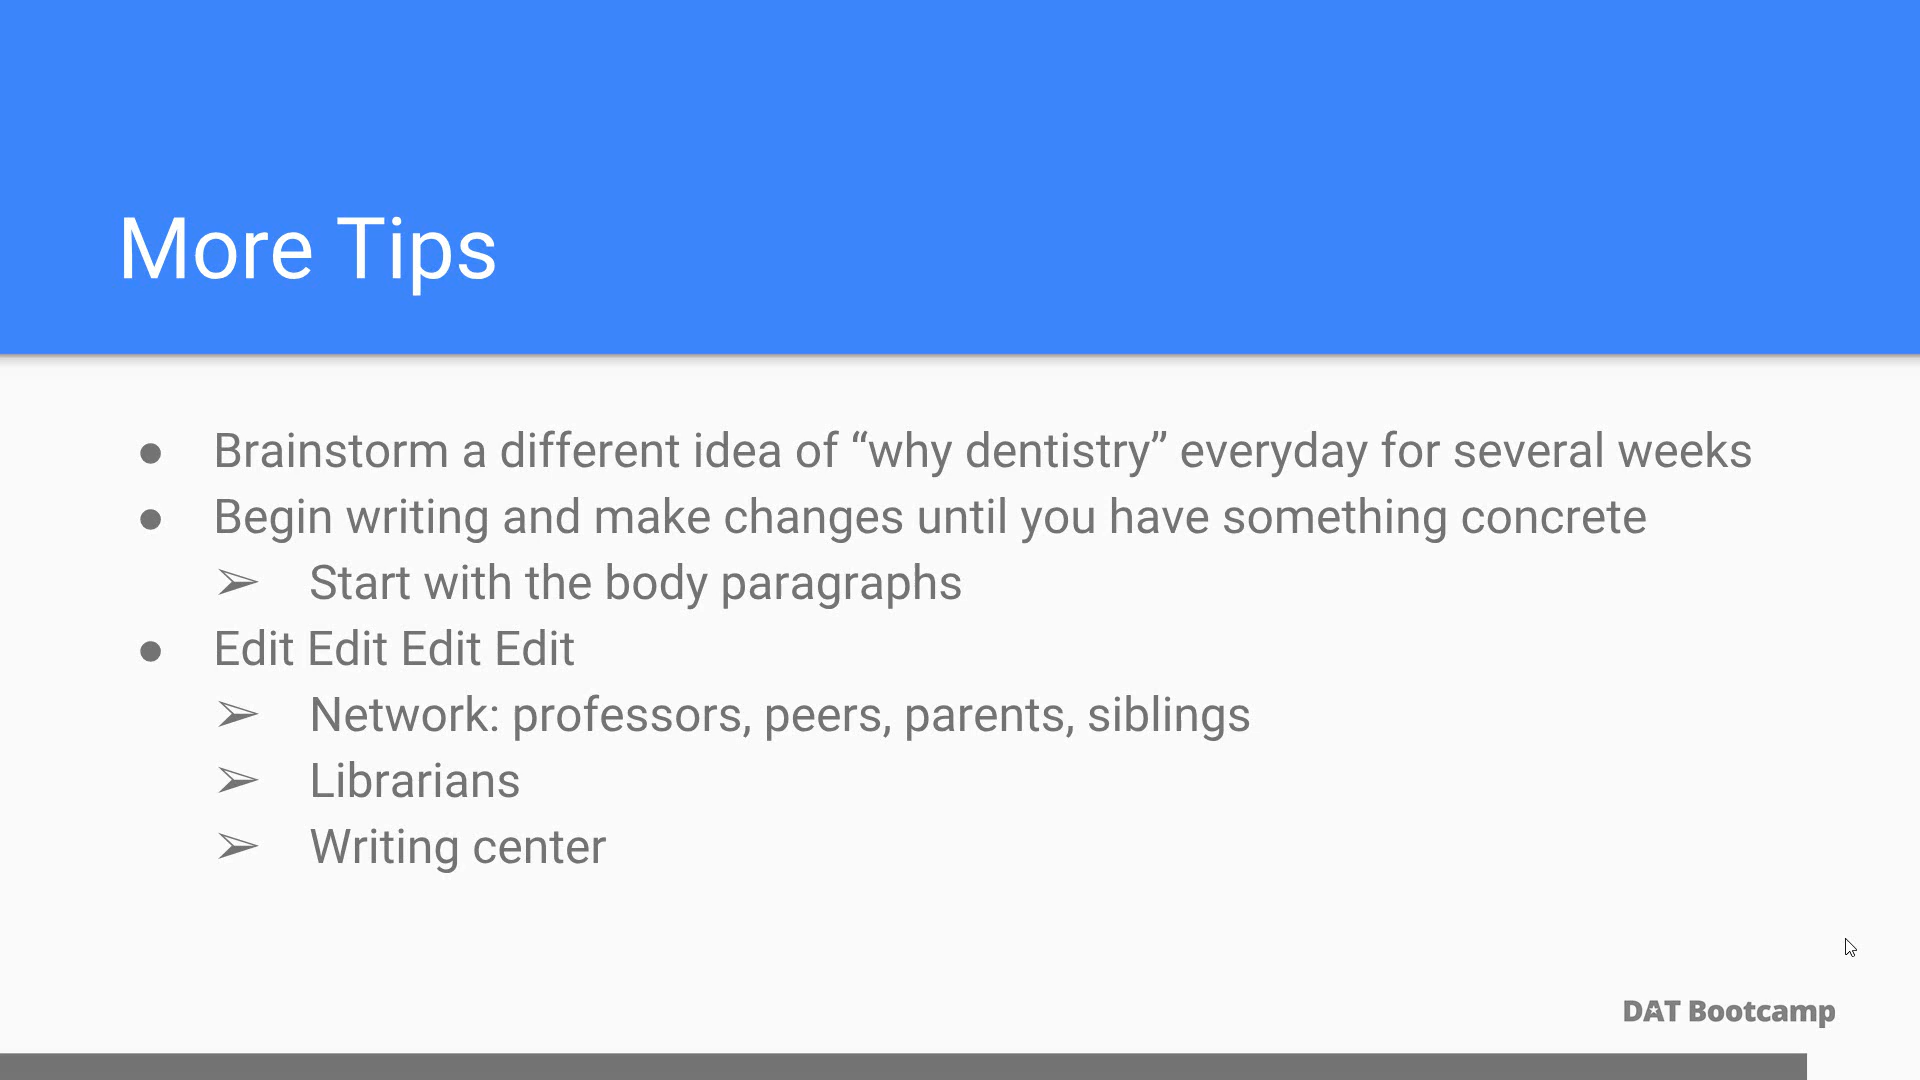 More Tips
● Brainstorm a different idea of “why dentistry” everyday for several weeks
● Begin writing and make changes until you have something concrete
➢ Start with the body paragraphs
● Edit Edit Edit Edit
➢ Network: professors, peers, parents, siblings
➢ Librarians
➢ Writing center
DAT Bootcamp